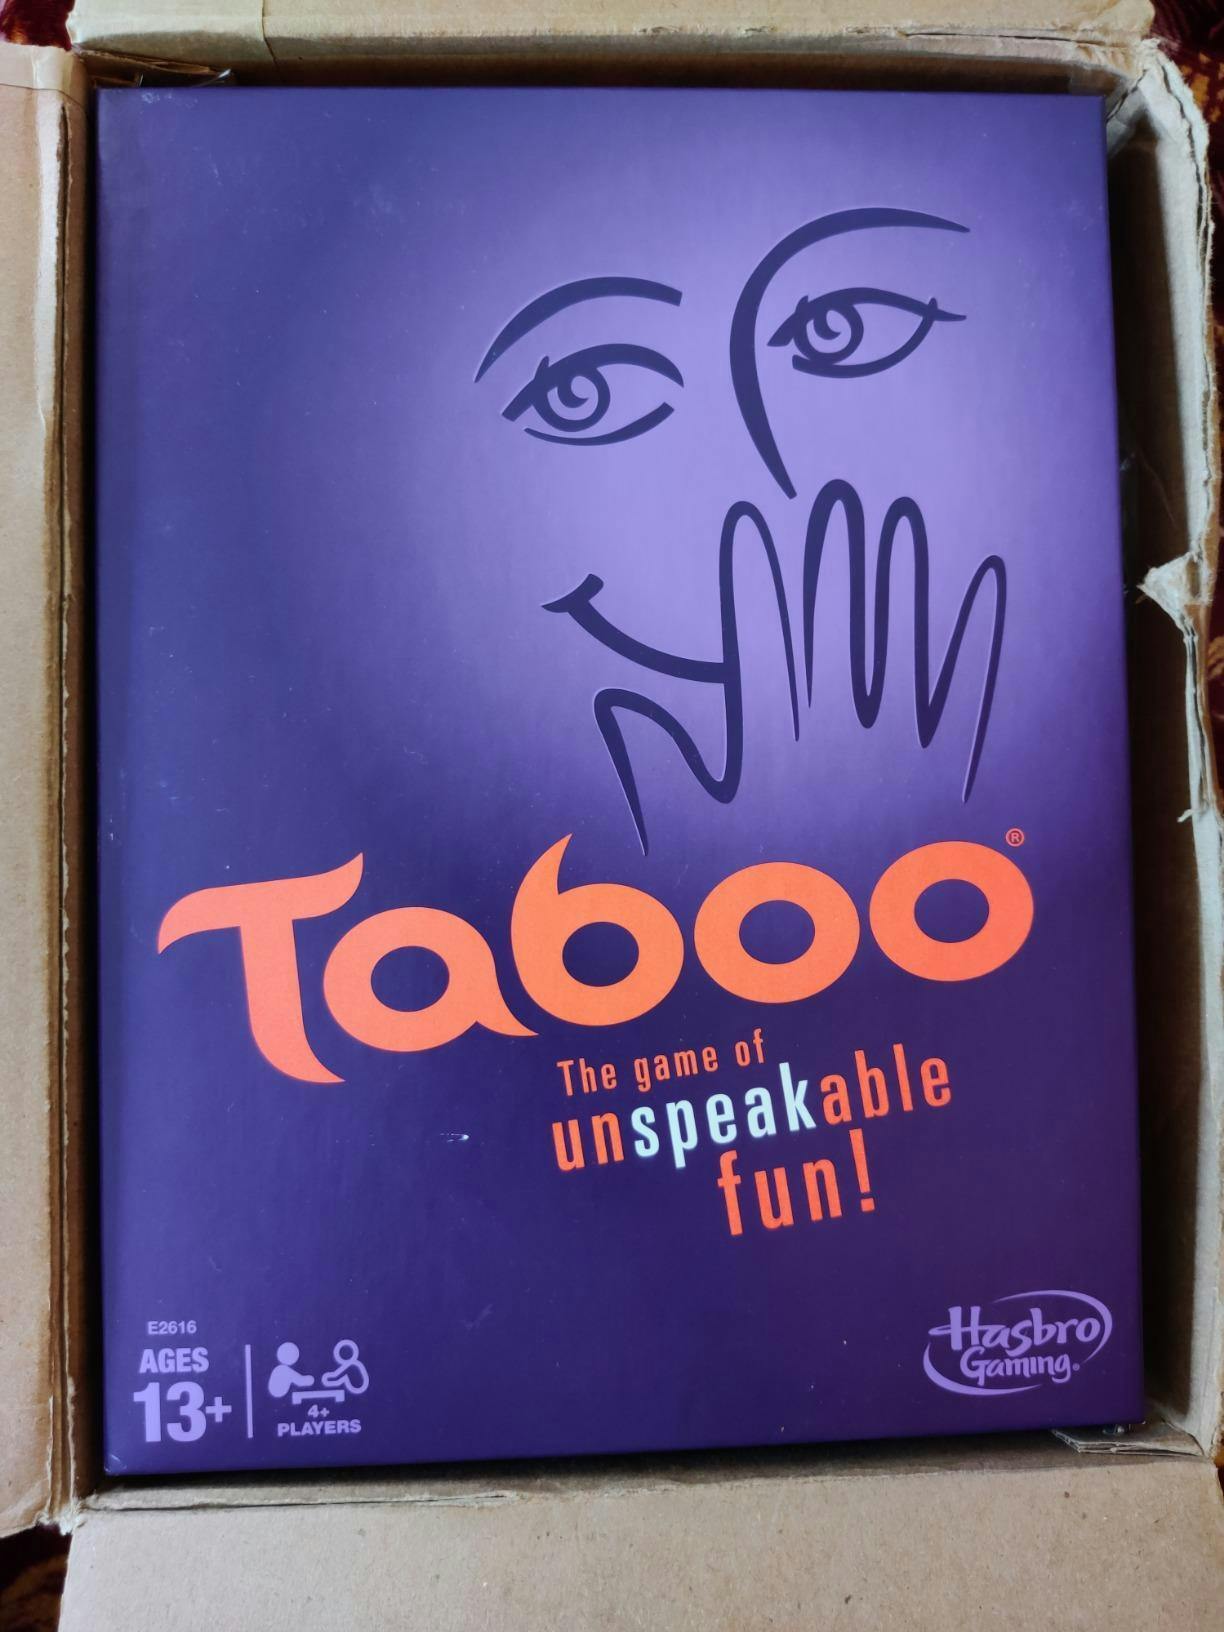 Taboo®
The game of
unspeakable
fun!
E2616
AGES
13+
4+
PLAYERS
Hasbro
Gaming®